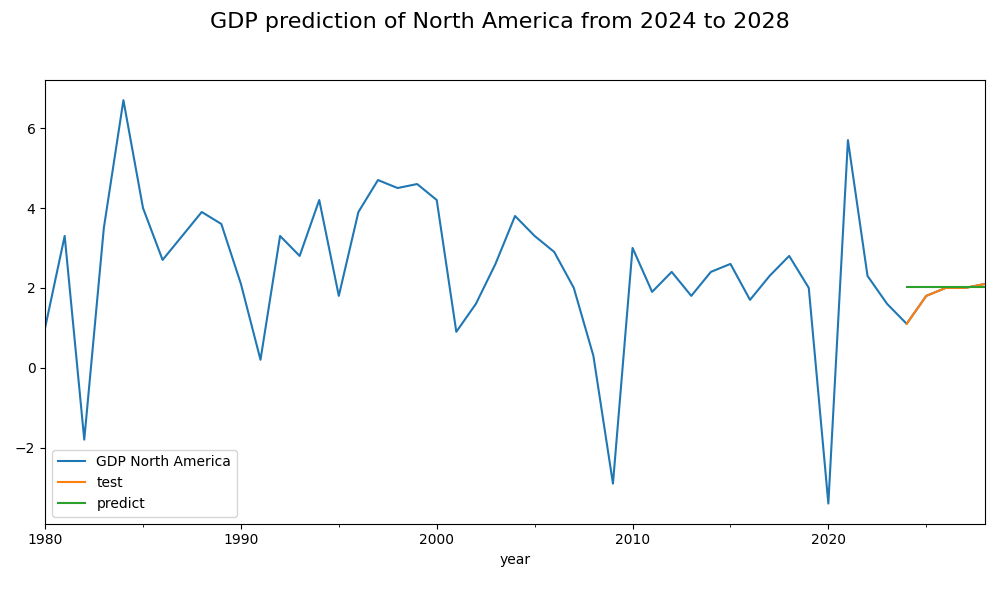 GDP prediction of North America from 2024 to 2028
6
4
2
0
−2
GDP North America
test
predict
1980 1990 2000 2010 2020
year